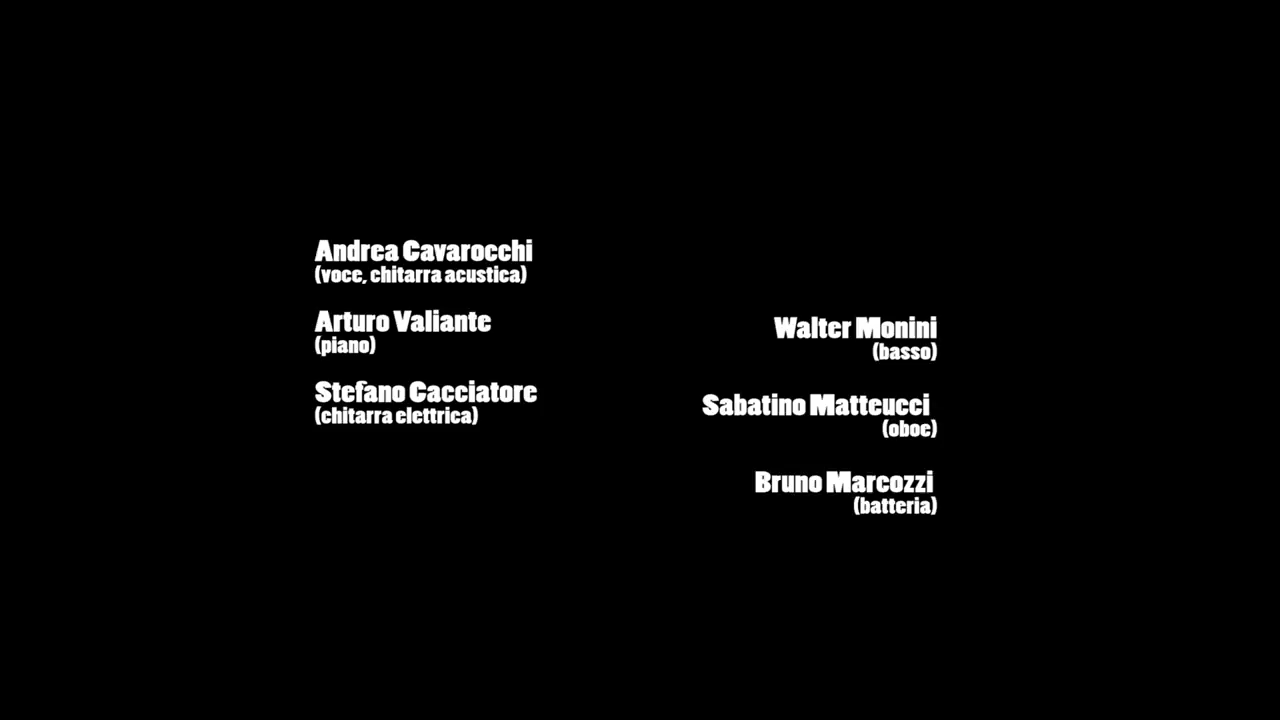 Andrea Cavarocchi
(voce, chitarra acustica)
Arturo Valiante
(piano)
Stefano Cacciatore
(chitarra elettrica)
Walter Monini
(basso)
Sabatino Matteucci
(oboe)
Bruno Marcozzi
(batteria)